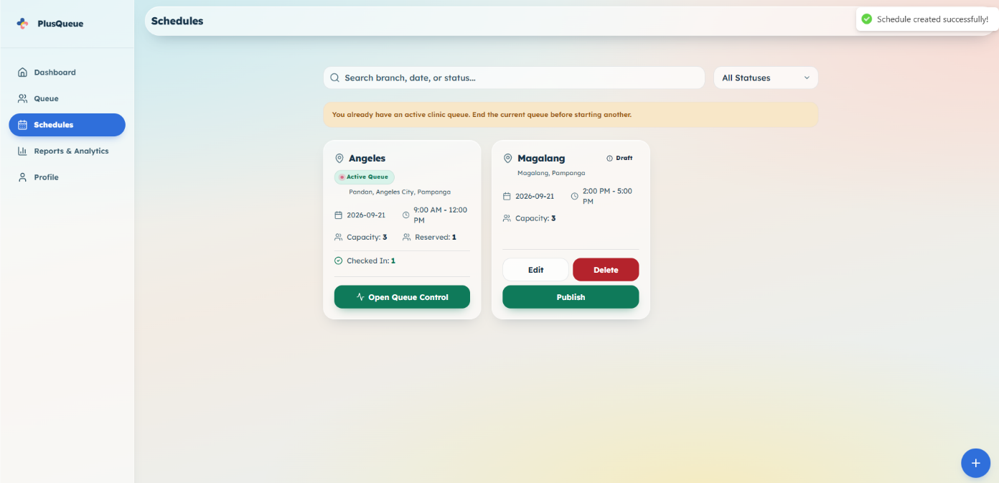 PlusQueue
Dashboard
Queue
Schedules
Reports & Analytics
Profile
Schedules
Schedule created successfully!
Search branch, date, or status...
All Statuses
You already have an active clinic queue. End the current queue before starting another.
Angeles
Active Queue
Pandan, Angeles City, Pampanga
2026-09-21
9:00 AM - 12:00
PM
Capacity: 3
Reserved: 1
Checked In: 1
Open Queue Control
Magalang
Draft
Magalang, Pampanga
2026-09-21
2:00 PM - 5:00
PM
Capacity: 3
Edit
Delete
Publish